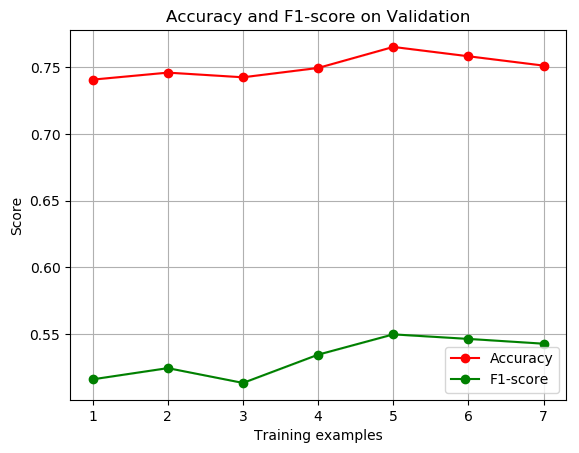 Accuracy and F1-score on Validation
Score
0.75
0.70
0.65
0.60
0.55
Accuracy
F1-score
1 2 3 4 5 6 7
Training examples